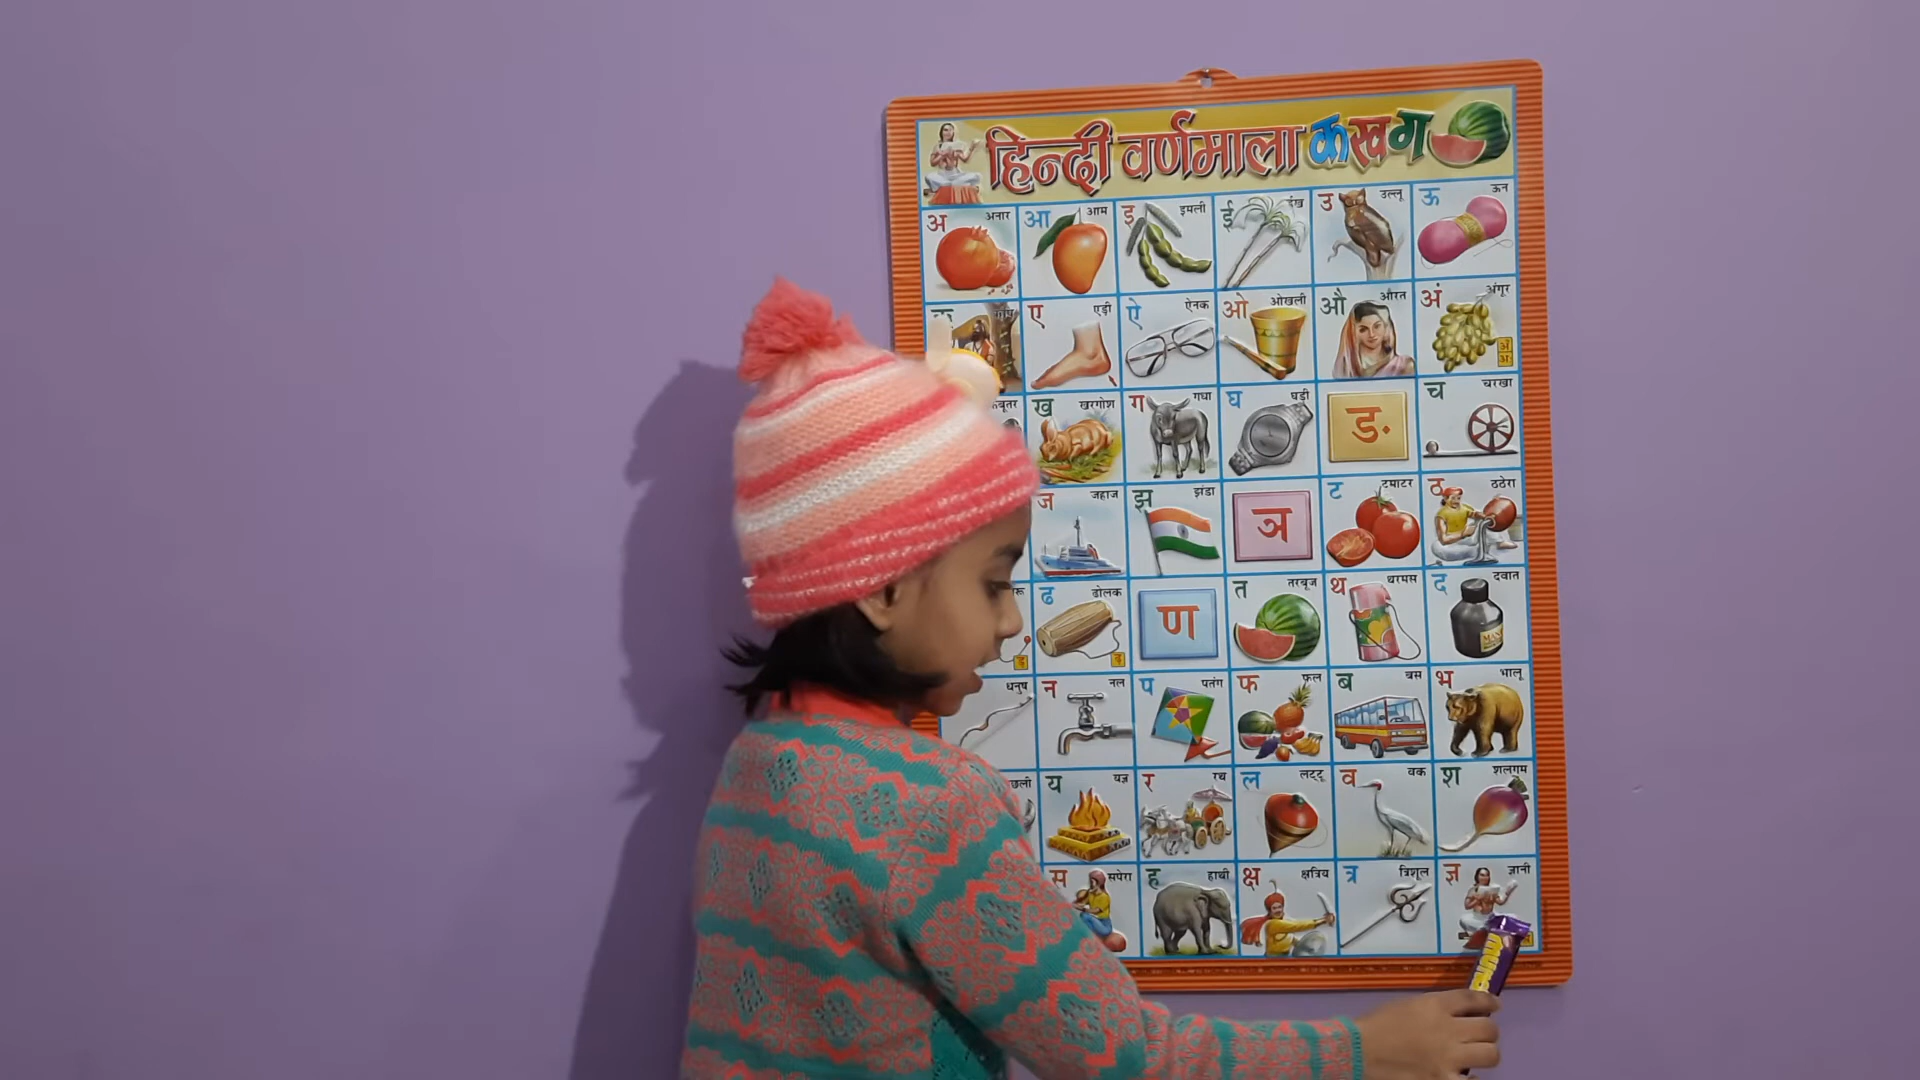 हिन्दी वर्णमाला क ख ग
अ अनार आ आम इ इमली ई ईख उ उल्लू ऊ ऊन
ए एड़ी ऐ ऐनक ओ ओखली औ औरत अं अंगूर
ख खरगोश ग गधा घ घड़ी ङ च चरखा
ज जहाज झ झंडा ञ ट टमाटर ठ ठठेरा
ढ ढोलक ण त तरबूज थ थरमस द दवात
धनुष न नल प पतंग फ फल ब बस भ भालू
य यज्ञ र रथ ल लट्टू व वक श शलगम
स सपेरा ह हाथी क्ष क्षत्रिय त्र त्रिशूल ज्ञ ज्ञानी